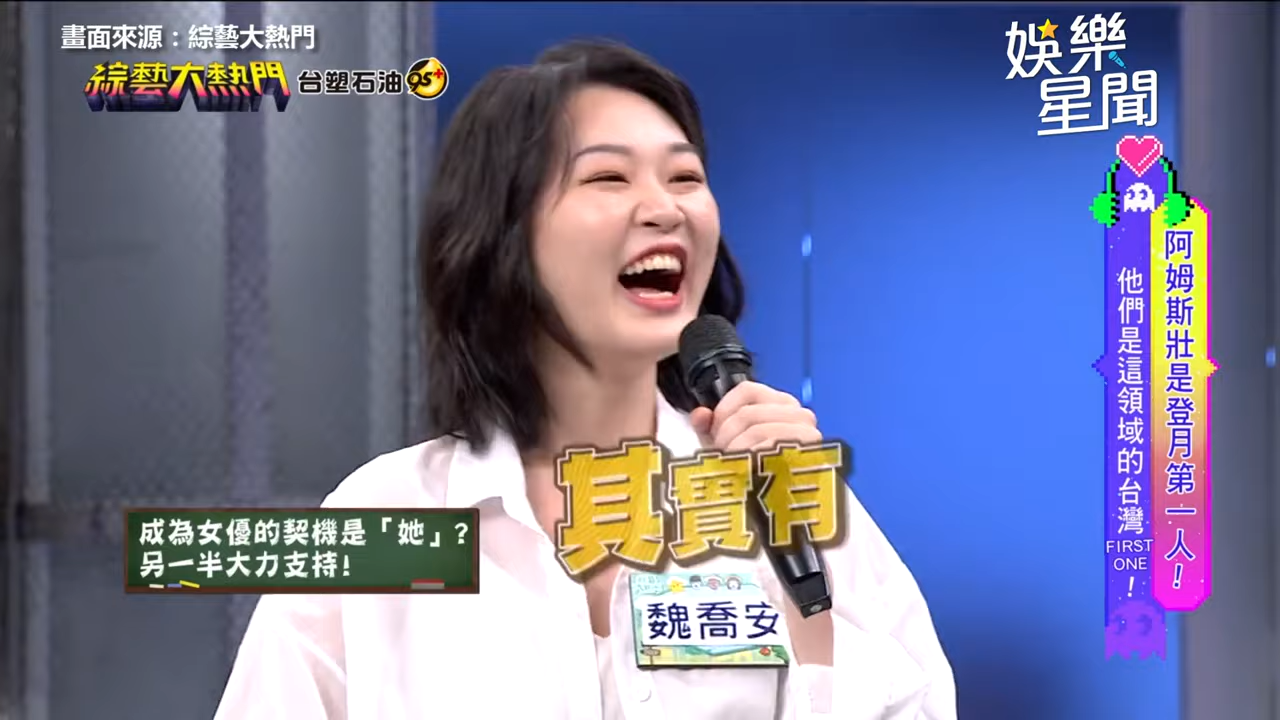 畫面來源：綜藝大熱門
綜藝大熱門 台塑石油 95+
娛樂
星聞
阿姆斯壯是登月第一人！
他們是這領域的台灣FIRST ONE！
其實有
成為女優的契機是「她」？
另一半大力支持！
魏喬安